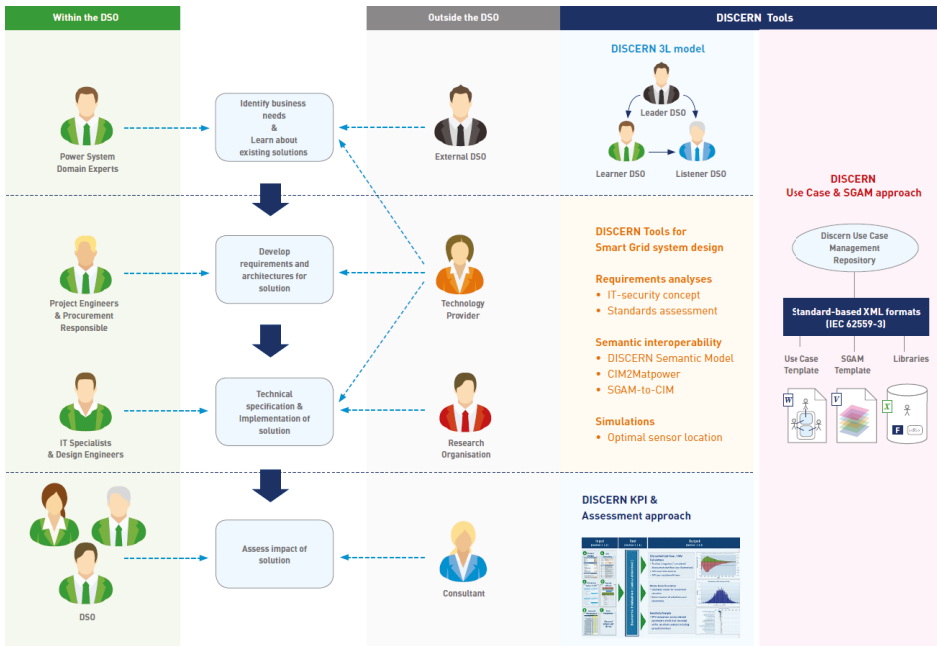 Within the DSO
Outside the DSO
DISCERN Tools
Power System
Domain Experts
Identify business
needs
&
Learn about
existing solutions
External DSO
DISCERN 3L model
Leader DSO
Learner DSO
Listener DSO
Project Engineers
& Procurement
Responsible
Develop
requirements and
architectures for
solution
Technology
Provider
DISCERN Tools for
Smart Grid system design
Requirements analyses
• IT-security concept
• Standards assessment
Semantic interoperability
• DISCERN Semantic Model
• CIM2Matpower
• SGAM-to-CIM
Simulations
• Optimal sensor location
IT Specialists
& Design Engineers
Technical
specification &
Implementation of
solution
Research
Organisation
DSO
Assess impact of
solution
Consultant
DISCERN KPI &
Assessment approach
DISCERN
Use Case & SGAM approach
Discern Use Case
Management
Repository
Standard-based XML formats
(IEC 62559-3)
Use Case
Template
SGAM
Template
Libraries
W
V
X
F